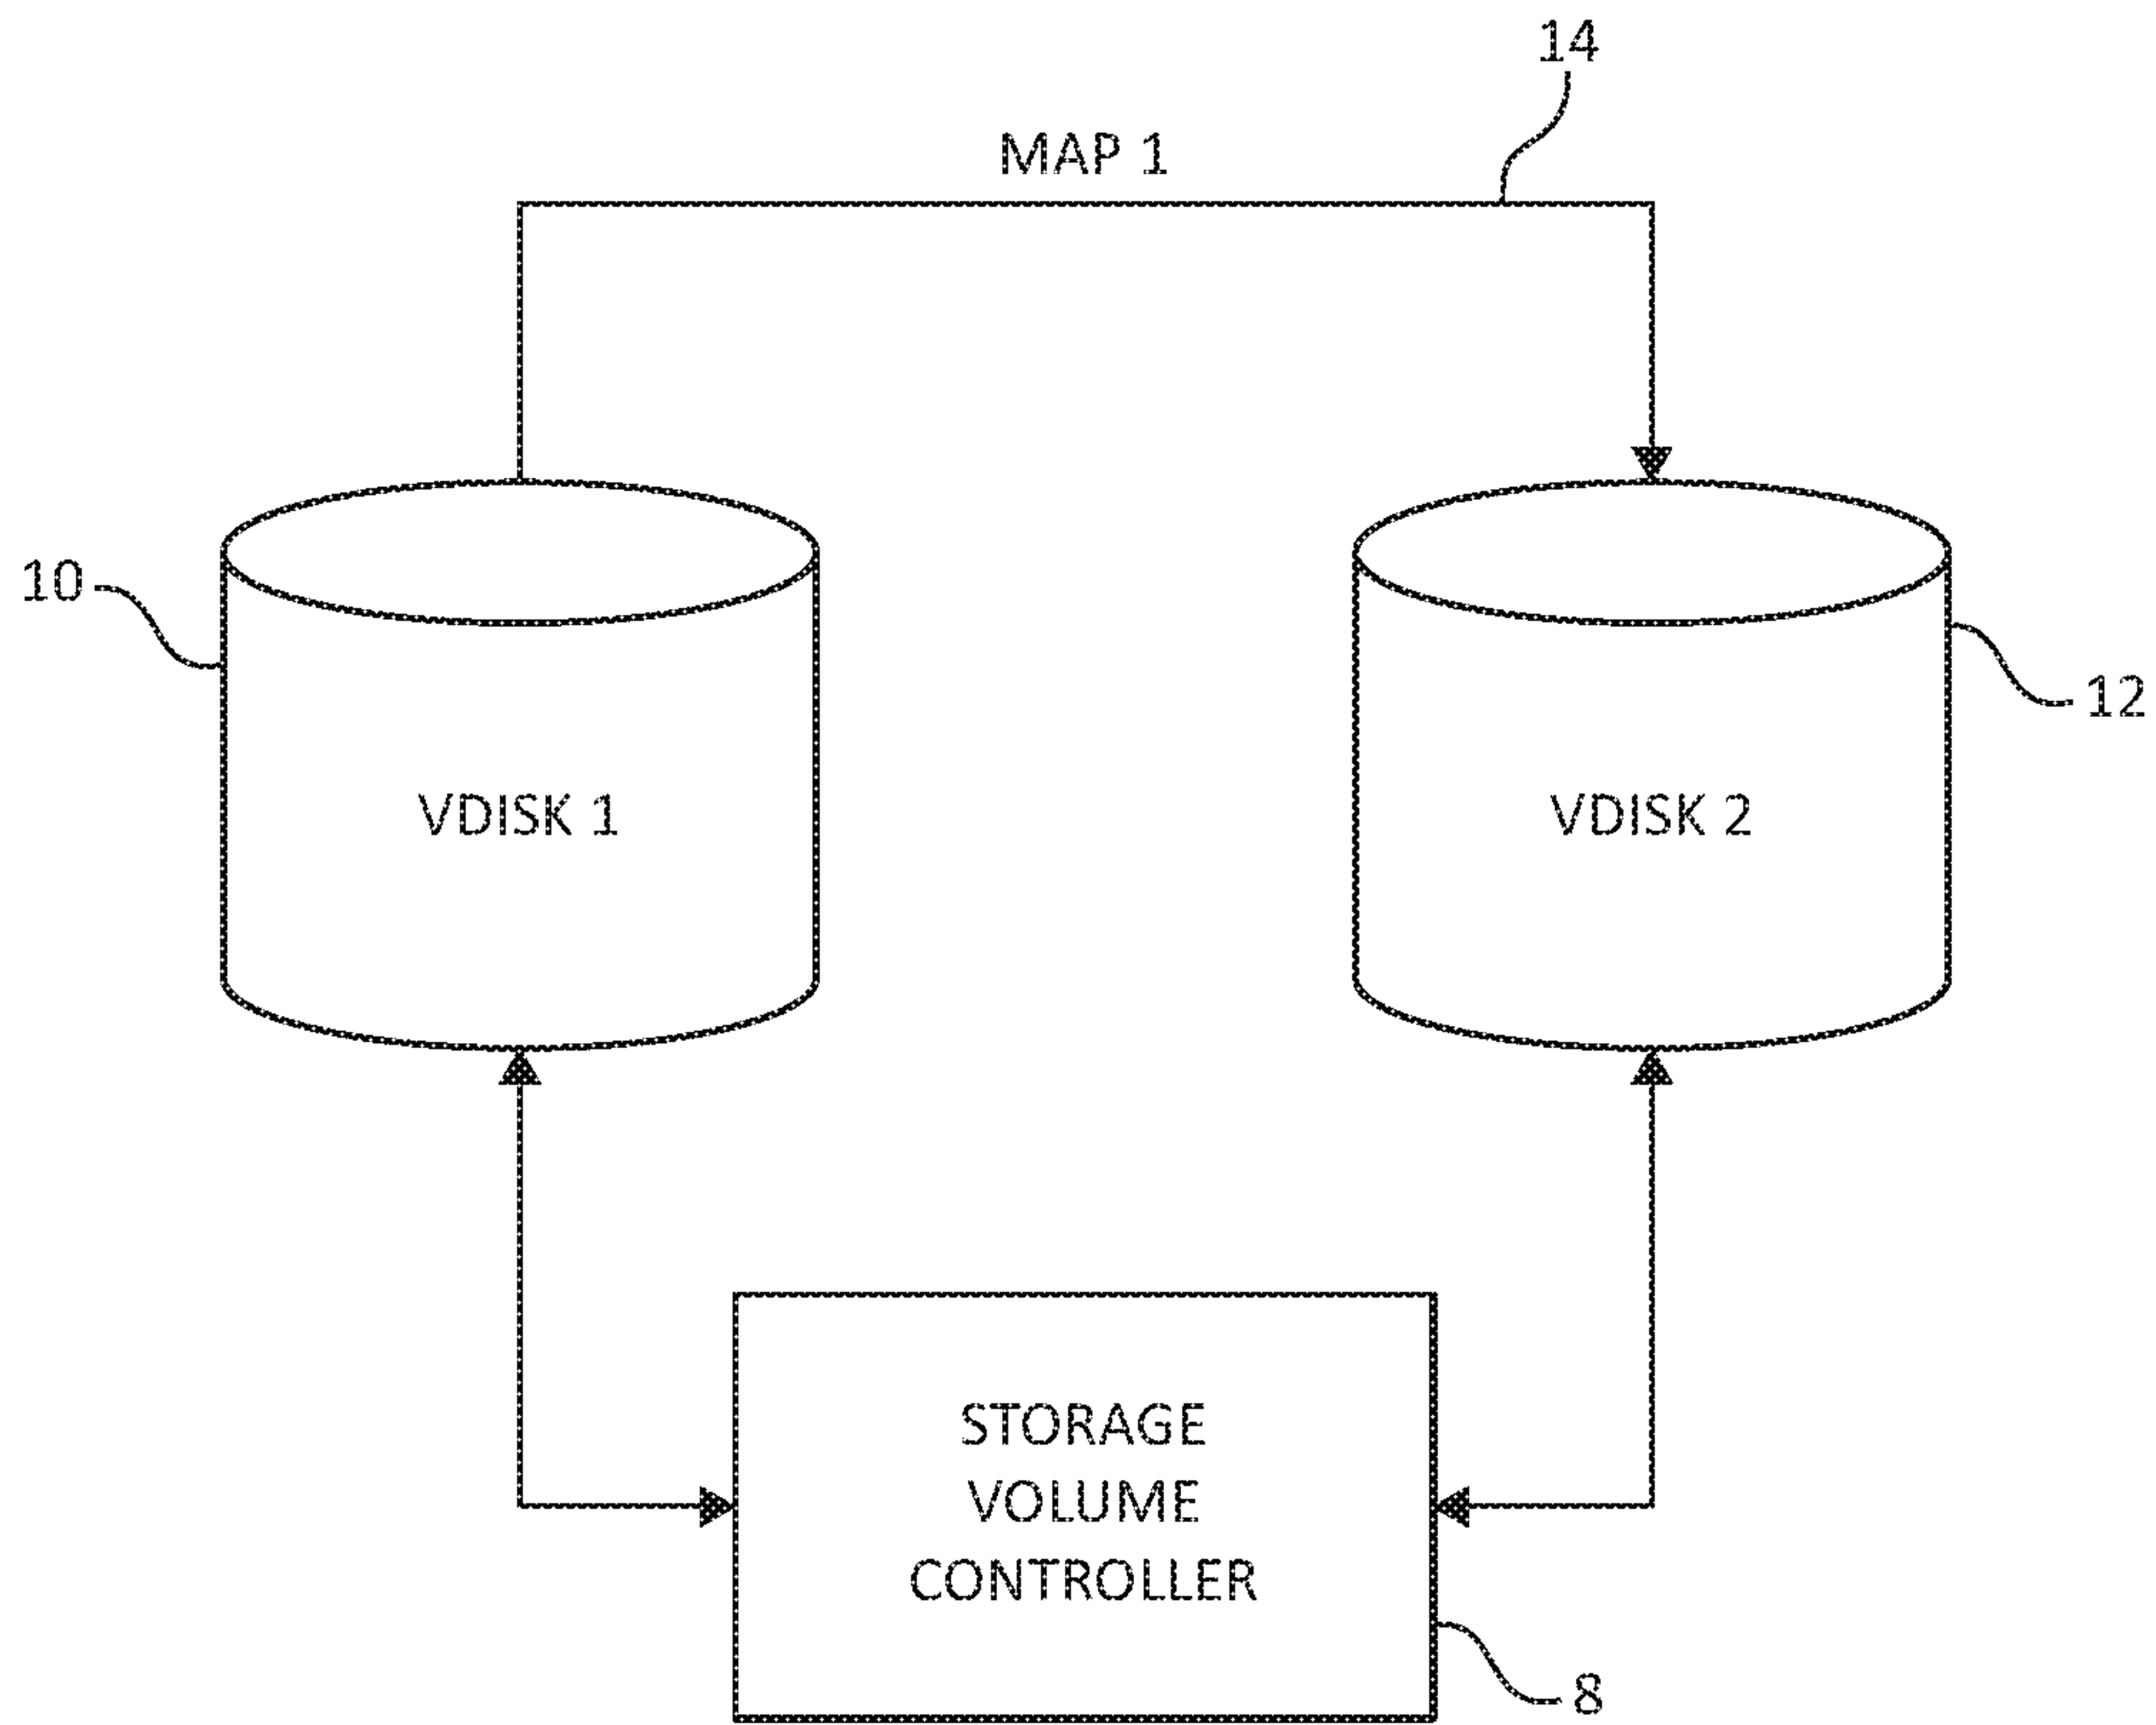 14
MAP 1
10
12
VDISK 1
VDISK 2
STORAGE
VOLUME
CONTROLLER
8